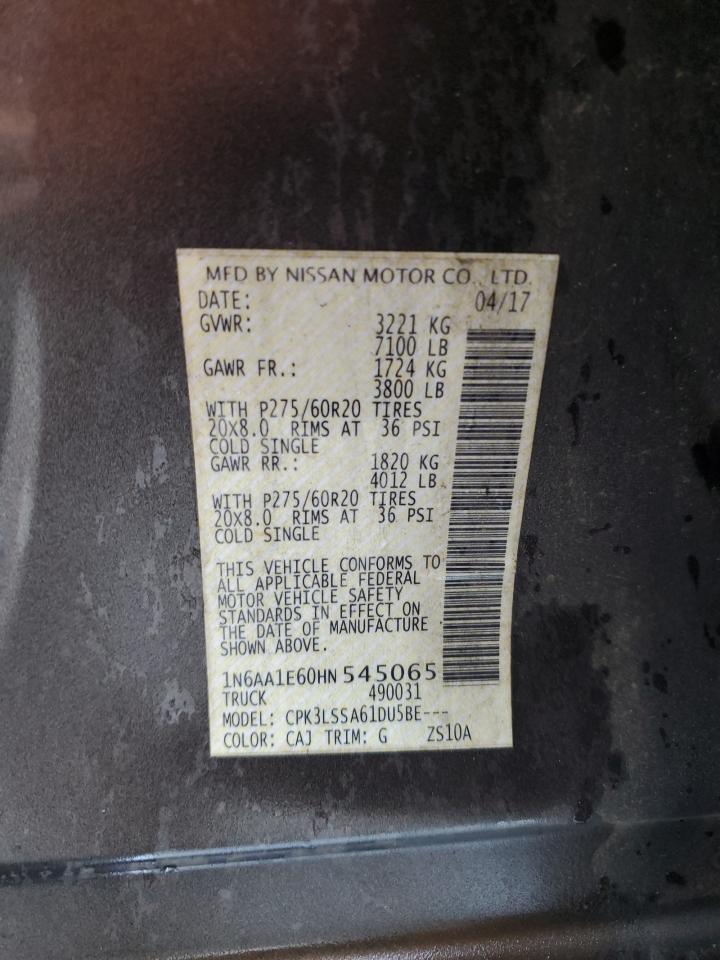 MFD BY NISSAN MOTOR CO., LTD.
DATE: 04/17
GVWR: 3221 KG
7100 LB
GAWR FR.: 1724 KG
3800 LB
WITH P275/60R20 TIRES
20X8.0 RIMS AT 36 PSI
COLD SINGLE
GAWR RR.: 1820 KG
4012 LB
WITH P275/60R20 TIRES
20X8.0 RIMS AT 36 PSI
COLD SINGLE
THIS VEHICLE CONFORMS TO
ALL APPLICABLE FEDERAL
MOTOR VEHICLE SAFETY
STANDARDS IN EFFECT ON
THE DATE OF MANUFACTURE
SHOWN ABOVE.
1N6AA1E60HN 545065
TRUCK 490031
MODEL: CPK3LSSA61DU5BE---
COLOR: CAJ TRIM: G ZS10A